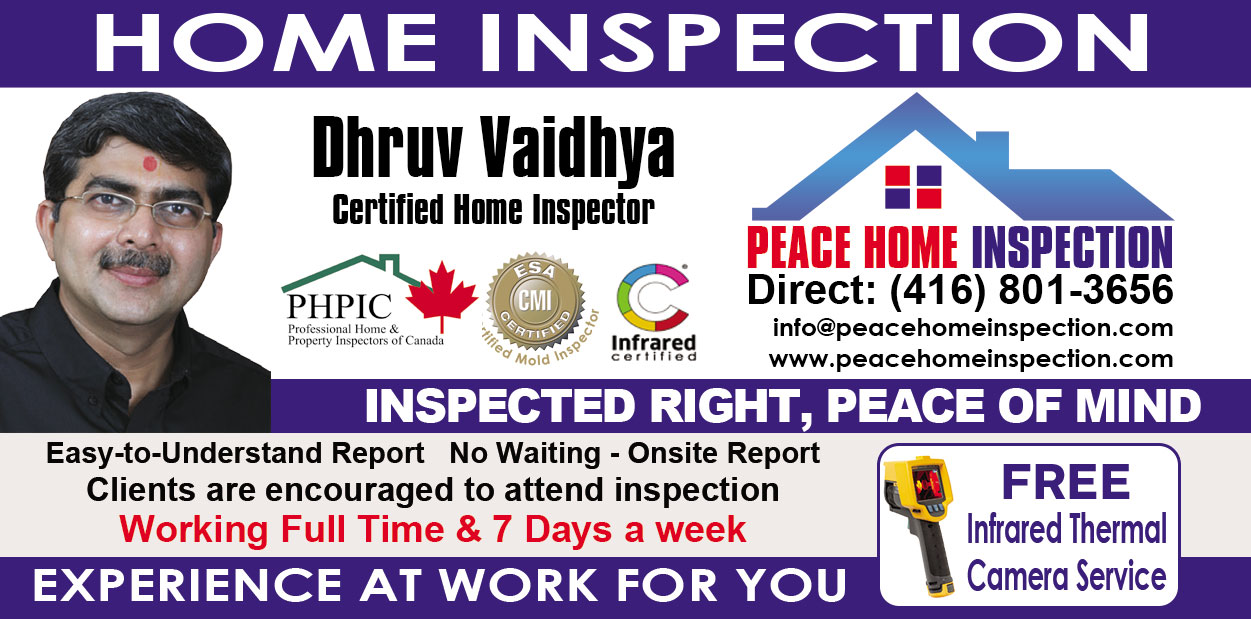 HOME INSPECTION
Dhruv Vaidhya
Certified Home Inspector
PHPIC
Professional Home &
Property Inspectors of Canada
ESA
CMI
CERTIFIED
Mold Inspector
C
Infrared
certified
PEACE HOME INSPECTION
Direct: (416) 801-3656
info@peacehomeinspection.com
www.peacehomeinspection.com
INSPECTED RIGHT, PEACE OF MIND
Easy-to-Understand Report No Waiting - Onsite Report
Clients are encouraged to attend inspection
Working Full Time & 7 Days a week
FREE
Infrared Thermal
Camera Service
EXPERIENCE AT WORK FOR YOU